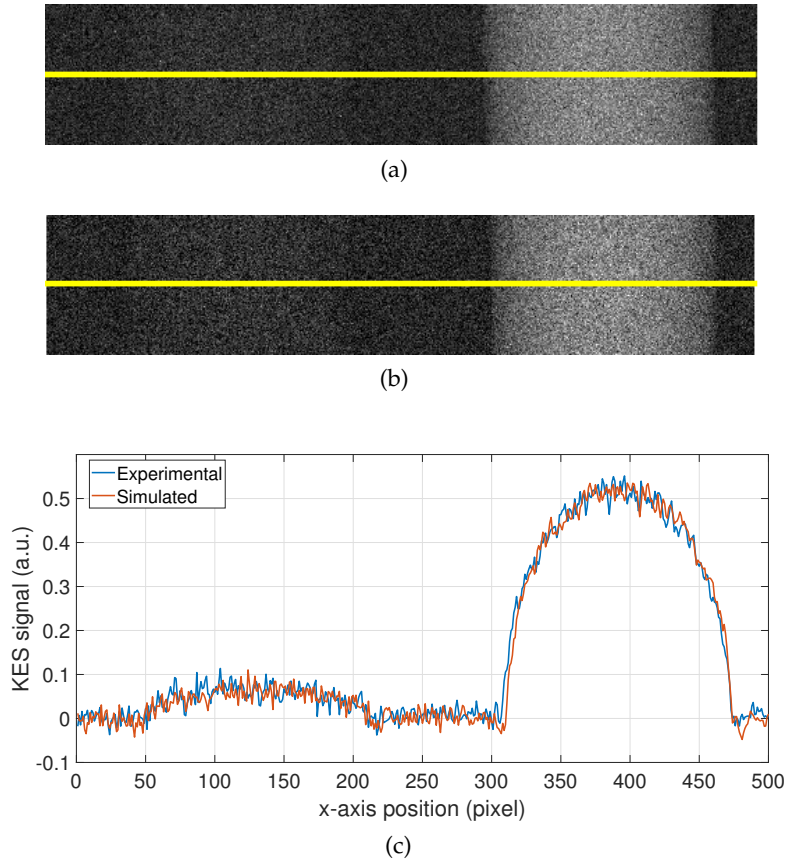 (a)
(b)
Experimental
Simulated
0.5
0.4
0.3
0.2
0.1
0
-0.1
KES signal (a.u.)
0 50 100 150 200 250 300 350 400 450 500
x-axis position (pixel)
(c)